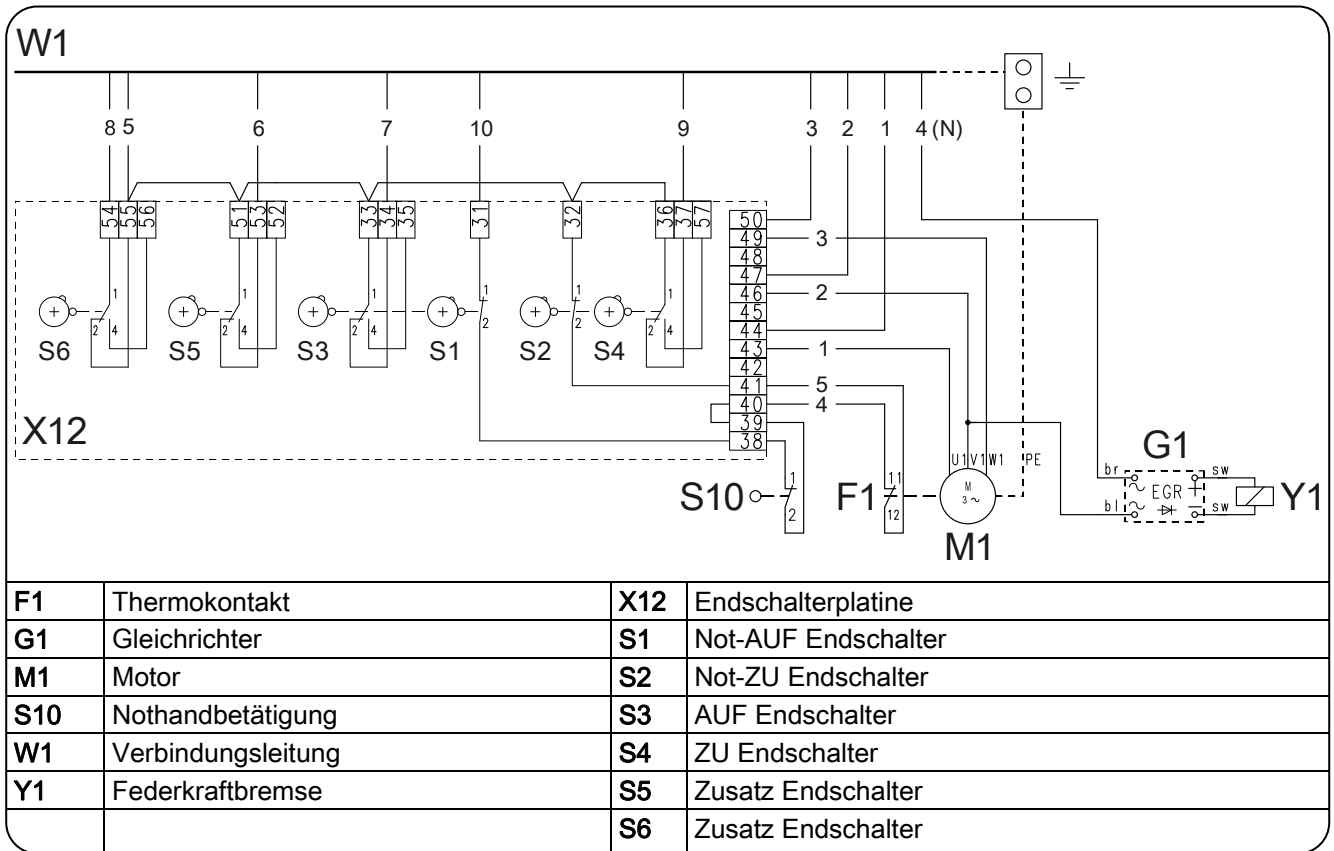 W1
8 5 6 7 10 9 3 2 1 4 (N)
54 55 56 51 53 52 33 34 35 31 32 36 37 57
50
49 3
48
47
46 2
45
44
43 1
42
41 5
40 4
39
38
1 1 1 1 1 1
2 4 2 4 2 4 2 2 2 4
S6 S5 S3 S1 S2 S4
X12
S10 1 2
F1 11 12
U1 V1 W1 PE
M
3 ~
M1
G1
br sw
~ EGR +
bl ~ − sw
Y1
F1 Thermokontakt X12 Endschalterplatine
G1 Gleichrichter S1 Not-AUF Endschalter
M1 Motor S2 Not-ZU Endschalter
S10 Nothandbetätigung S3 AUF Endschalter
W1 Verbindungsleitung S4 ZU Endschalter
Y1 Federkraftbremse S5 Zusatz Endschalter
S6 Zusatz Endschalter